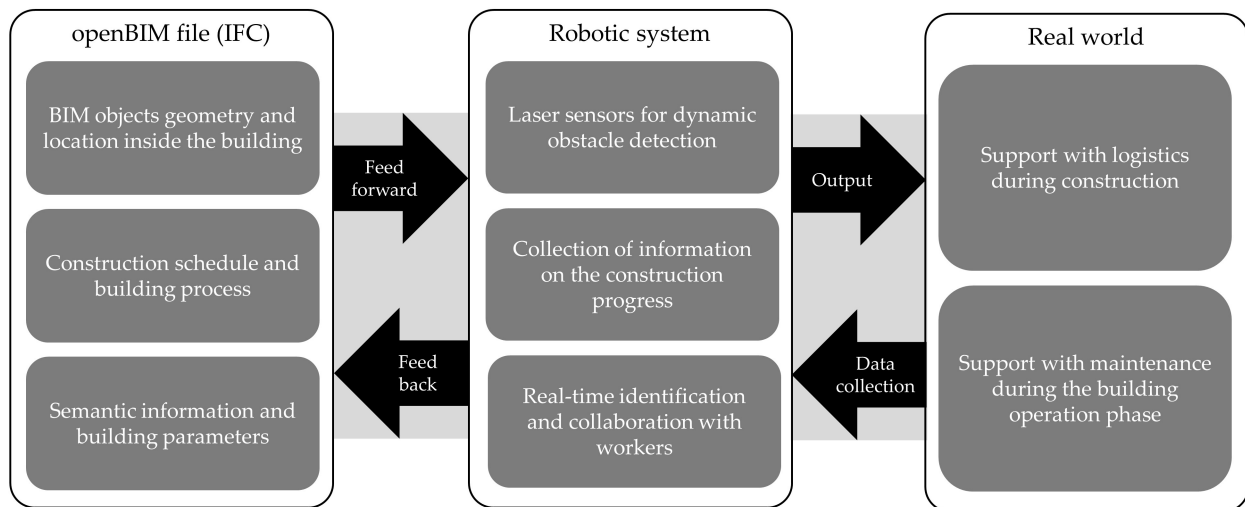 openBIM file (IFC)
BIM objects geometry and
location inside the building
Construction schedule and
building process
Semantic information and
building parameters
Feed
forward
Feed
back
Robotic system
Laser sensors for dynamic
obstacle detection
Collection of information
on the construction
progress
Real-time identification
and collaboration with
workers
Output
Data
collection
Real world
Support with logistics
during construction
Support with maintenance
during the building
operation phase